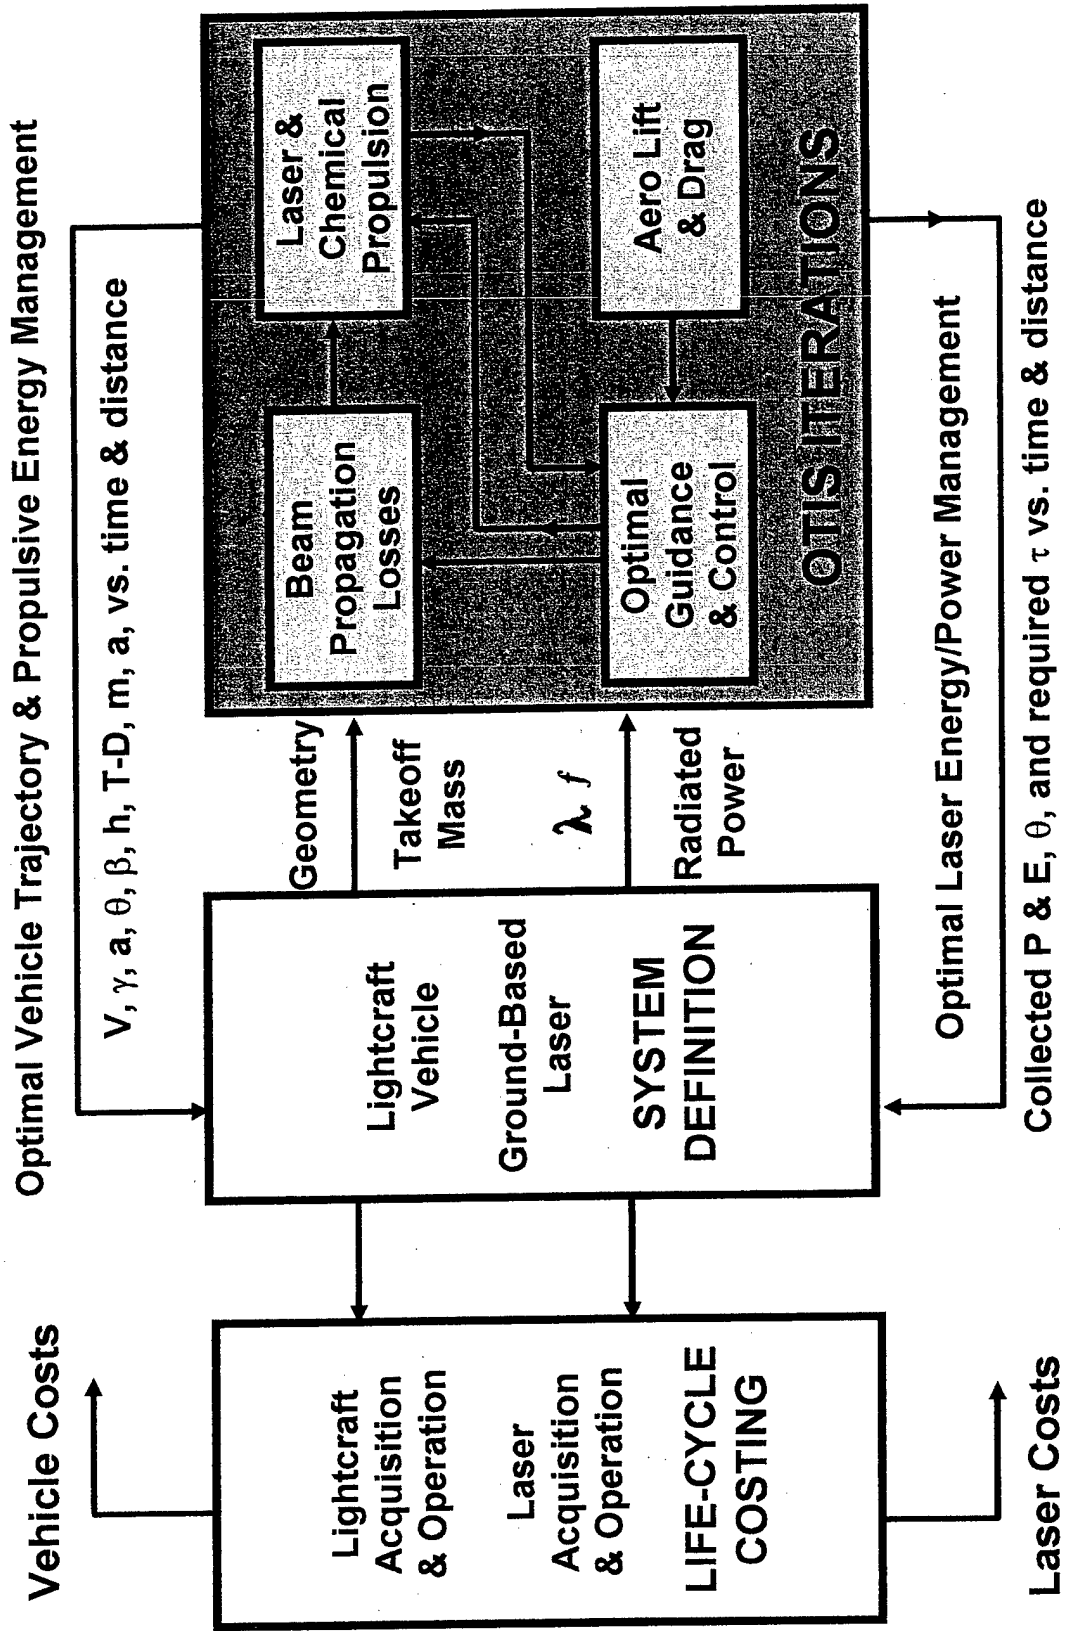 Optimal Vehicle Trajectory & Propulsive Energy Management
V, γ, a, θ, β, h, T-D, m, a, vs. time & distance
Vehicle Costs
Lightcraft
Acquisition
& Operation
Laser
Acquisition
& Operation
LIFE-CYCLE
COSTING
Laser Costs
Lightcraft
Vehicle
Ground-Based
Laser
SYSTEM
DEFINITION
Geometry
Takeoff
Mass
λ f
Radiated
Power
Beam
Propagation
Losses
Laser &
Chemical
Propulsion
Optimal
Guidance
& Control
Aero Lift
& Drag
OTIS ITERATIONS
Optimal Laser Energy/Power Management
Collected P & E, θ, and required τ vs. time & distance